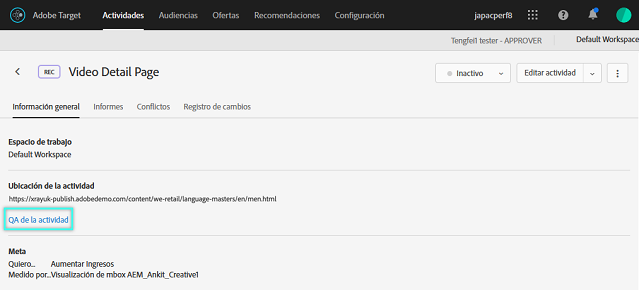 Adobe Target Actividades Audiencias Ofertas Recomendaciones Configuración japacperf8
Tengfei1 tester - APPROVER Default Workspace
REC Video Detail Page Inactivo Editar actividad
Información general Informes Conflictos Registro de cambios
Espacio de trabajo
Default Workspace
Ubicación de la actividad
https://xrayuk-publish.adobedemo.com/content/we-retail/language-masters/en/men.html
QA de la actividad
Meta
Quiero... Aumentar Ingresos
Medido por...Visualización de mbox AEM_Ankit_Creative1